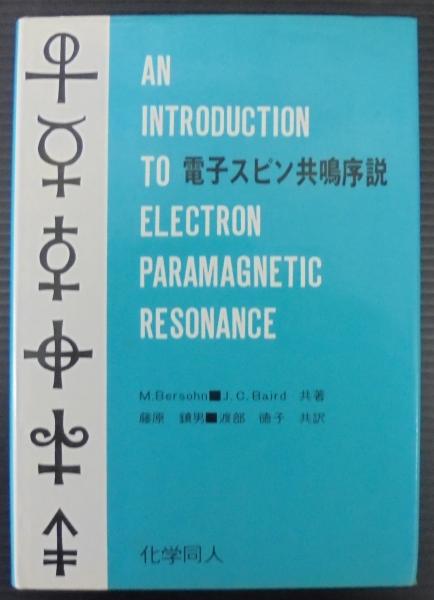 AN
INTRODUCTION
TO 電子スピン共鳴序説
ELECTRON
PARAMAGNETIC
RESONANCE
M.Bersohn■J.C.Baird 共著
藤原 鎮男■渡部 徳子 共訳
化学同人